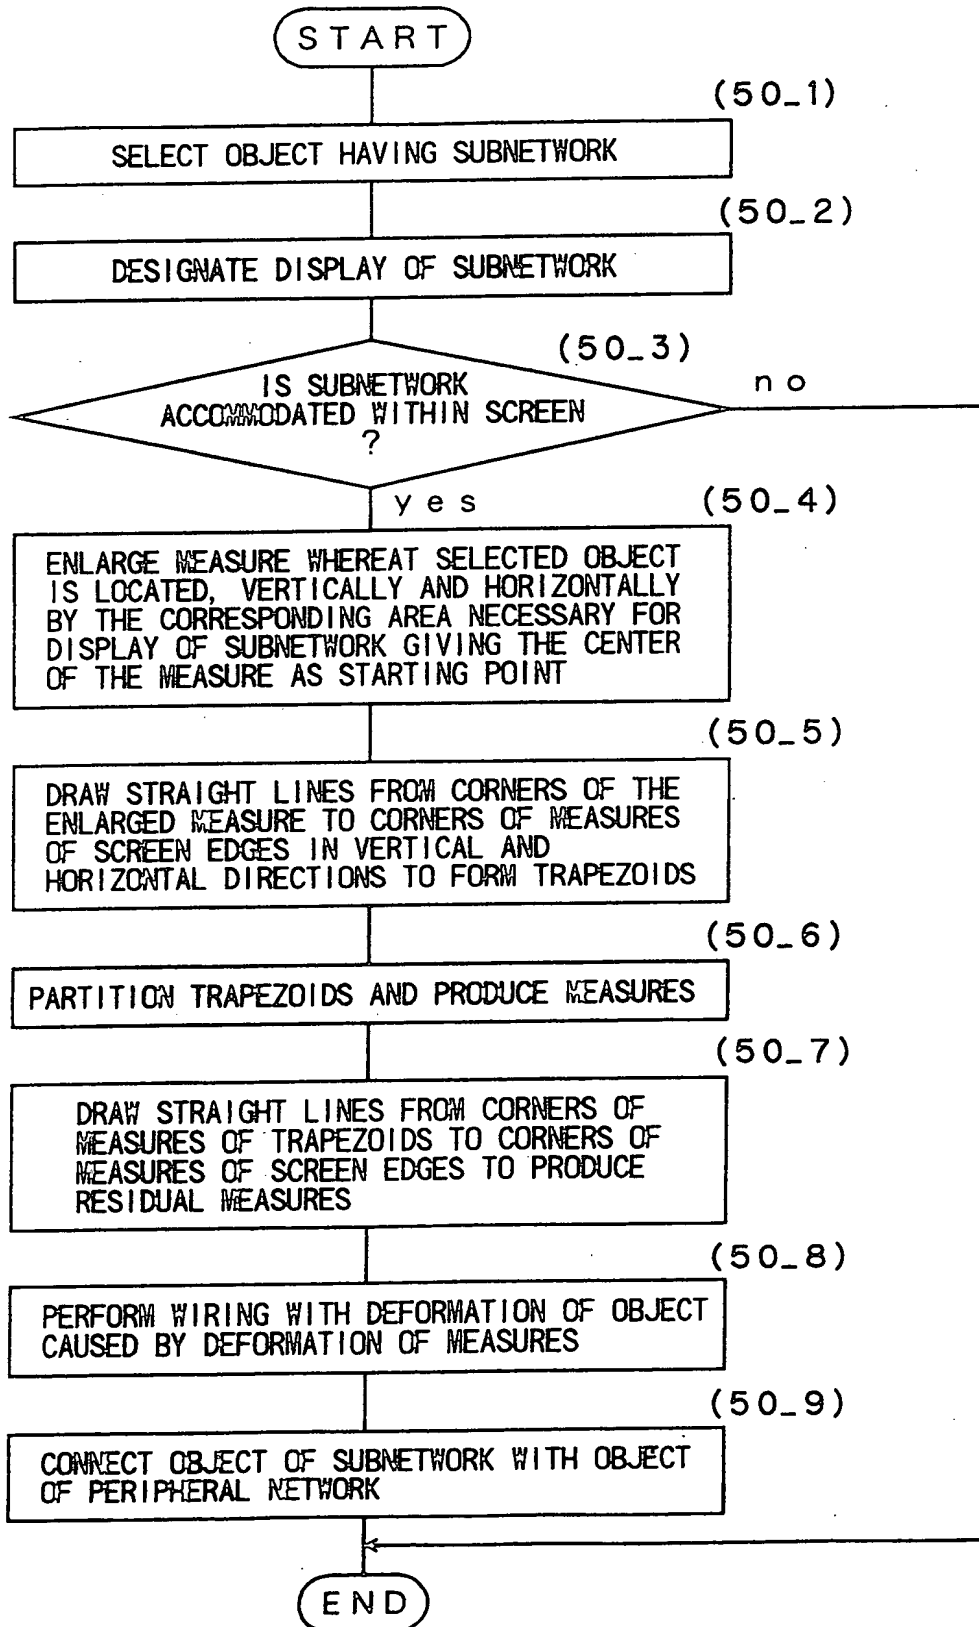 START
(50_1)
SELECT OBJECT HAVING SUBNETWORK
(50_2)
DESIGNATE DISPLAY OF SUBNETWORK
(50_3)
IS SUBNETWORK
ACCOMMODATED WITHIN SCREEN
?
no
yes
(50_4)
ENLARGE MEASURE WHEREAT SELECTED OBJECT
IS LOCATED, VERTICALLY AND HORIZONTALLY
BY THE CORRESPONDING AREA NECESSARY FOR
DISPLAY OF SUBNETWORK GIVING THE CENTER
OF THE MEASURE AS STARTING POINT
(50_5)
DRAW STRAIGHT LINES FROM CORNERS OF THE
ENLARGED MEASURE TO CORNERS OF MEASURES
OF SCREEN EDGES IN VERTICAL AND
HORIZONTAL DIRECTIONS TO FORM TRAPEZOIDS
(50_6)
PARTITION TRAPEZOIDS AND PRODUCE MEASURES
(50_7)
DRAW STRAIGHT LINES FROM CORNERS OF
MEASURES OF TRAPEZOIDS TO CORNERS OF
MEASURES OF SCREEN EDGES TO PRODUCE
RESIDUAL MEASURES
(50_8)
PERFORM WIRING WITH DEFORMATION OF OBJECT
CAUSED BY DEFORMATION OF MEASURES
(50_9)
CONNECT OBJECT OF SUBNETWORK WITH OBJECT
OF PERIPHERAL NETWORK
END